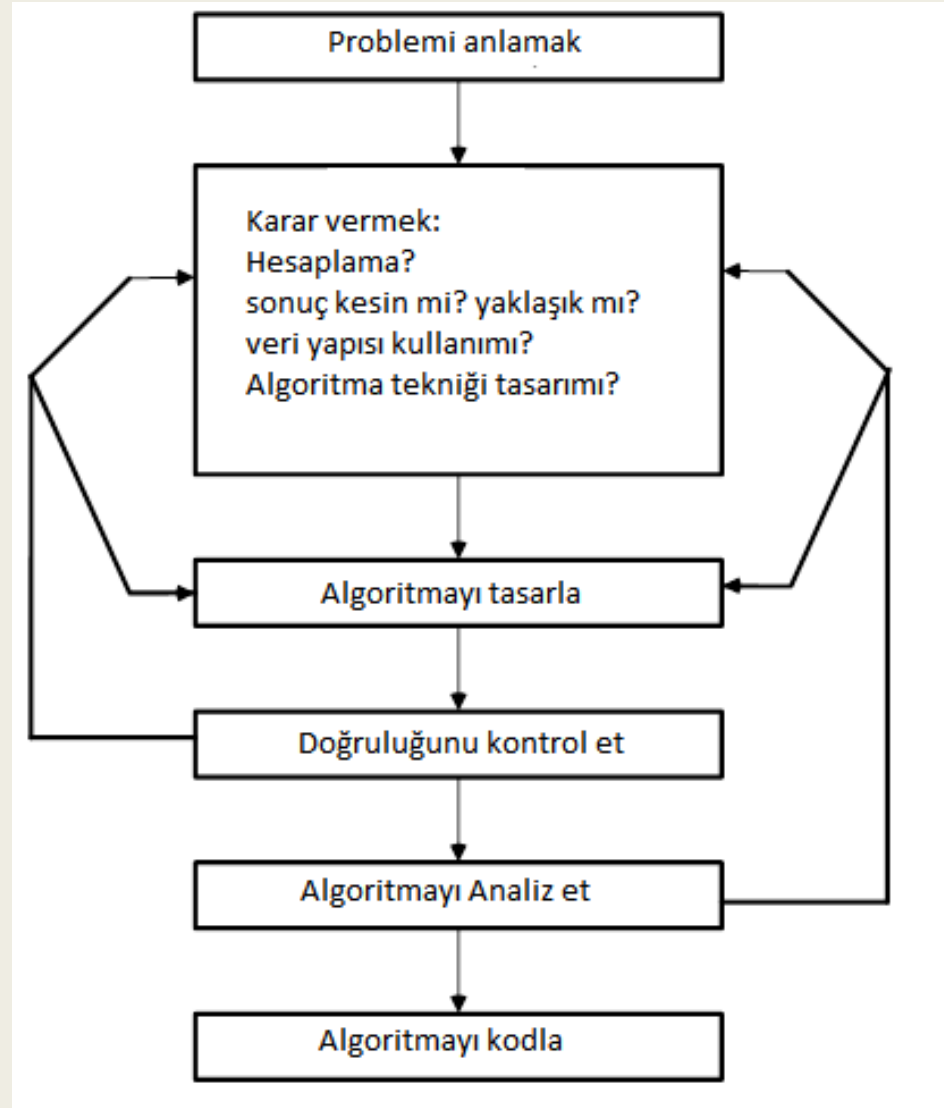 Problemi anlamak
Karar vermek:
Hesaplama?
sonuç kesin mi? yaklaşık mı?
veri yapısı kullanımı?
Algoritma tekniği tasarımı?
Algoritmayı tasarla
Doğruluğunu kontrol et
Algoritmayı Analiz et
Algoritmayı kodla